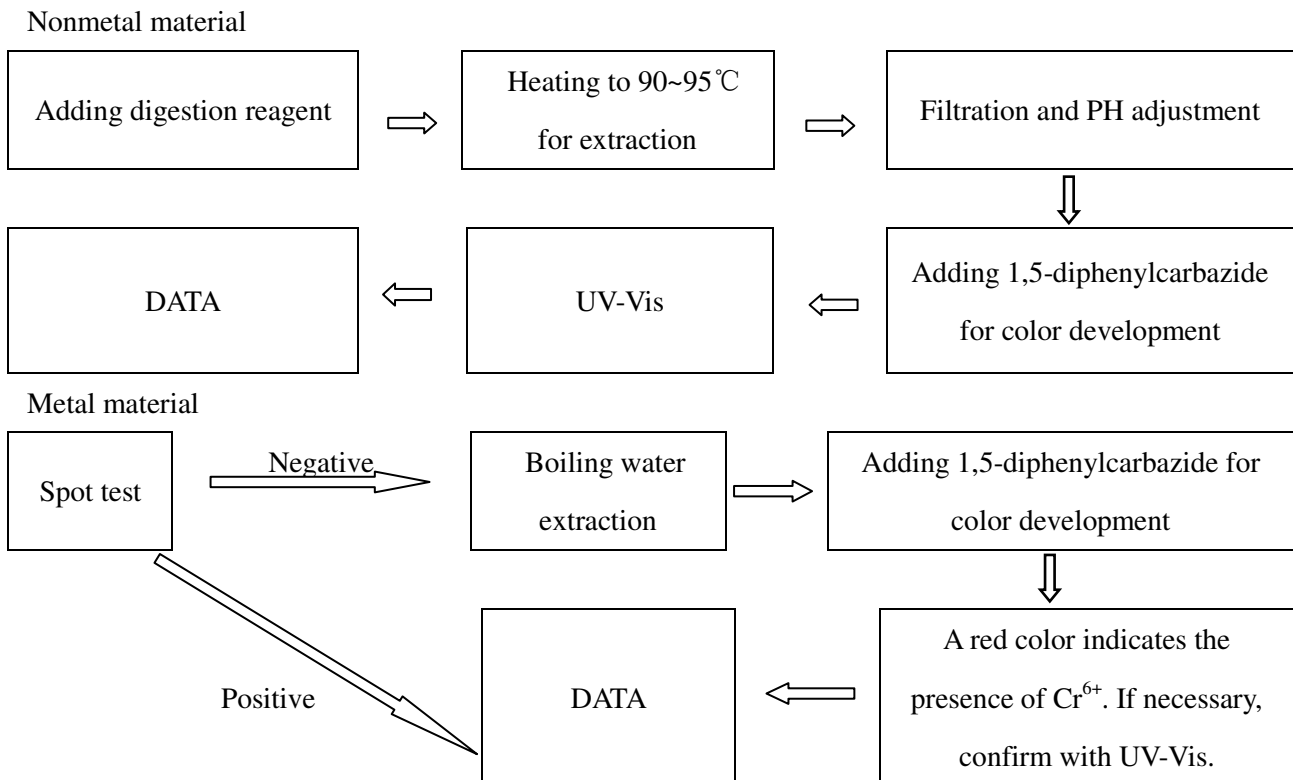 Nonmetal material
Adding digestion reagent
Heating to 90~95℃
for extraction
Filtration and PH adjustment
Adding 1,5-diphenylcarbazide
for color development
UV-Vis
DATA
Metal material
Spot test
Negative
Boiling water
extraction
Adding 1,5-diphenylcarbazide for
color development
A red color indicates the
presence of Cr⁶⁺. If necessary,
confirm with UV-Vis.
Positive
DATA